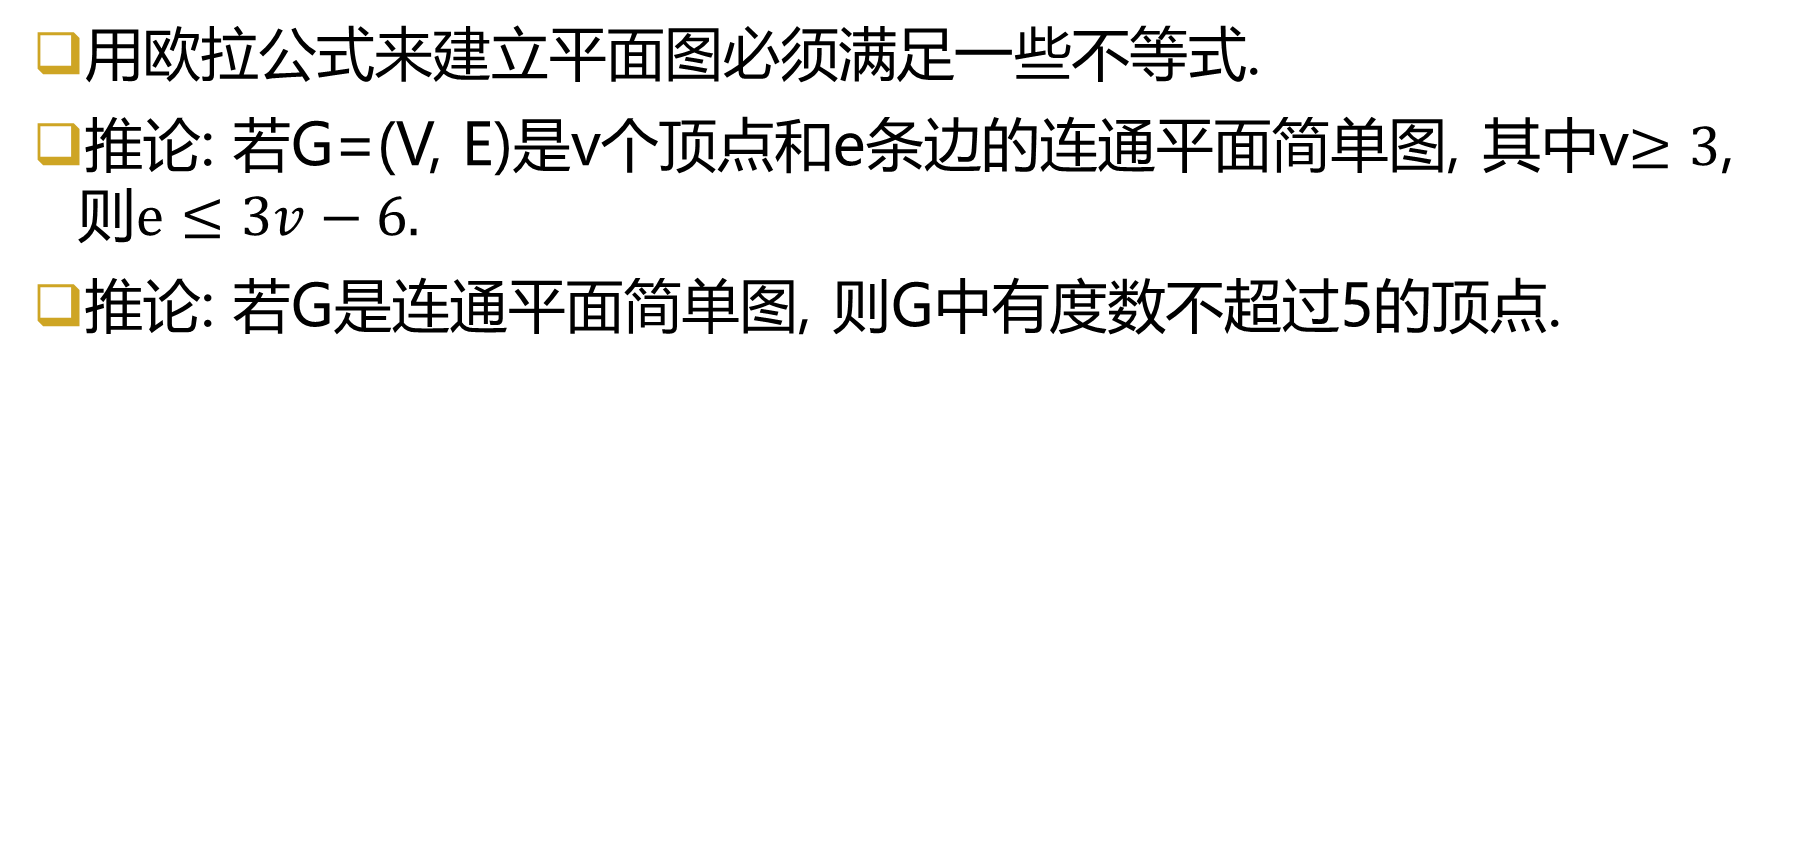 ❑用欧拉公式来建立平面图必须满足一些不等式.
❑推论: 若G=(V, E)是v个顶点和e条边的连通平面简单图, 其中v≥ 3,
则e ≤ 3𝑣 − 6.
❑推论: 若G是连通平面简单图, 则G中有度数不超过5的顶点.